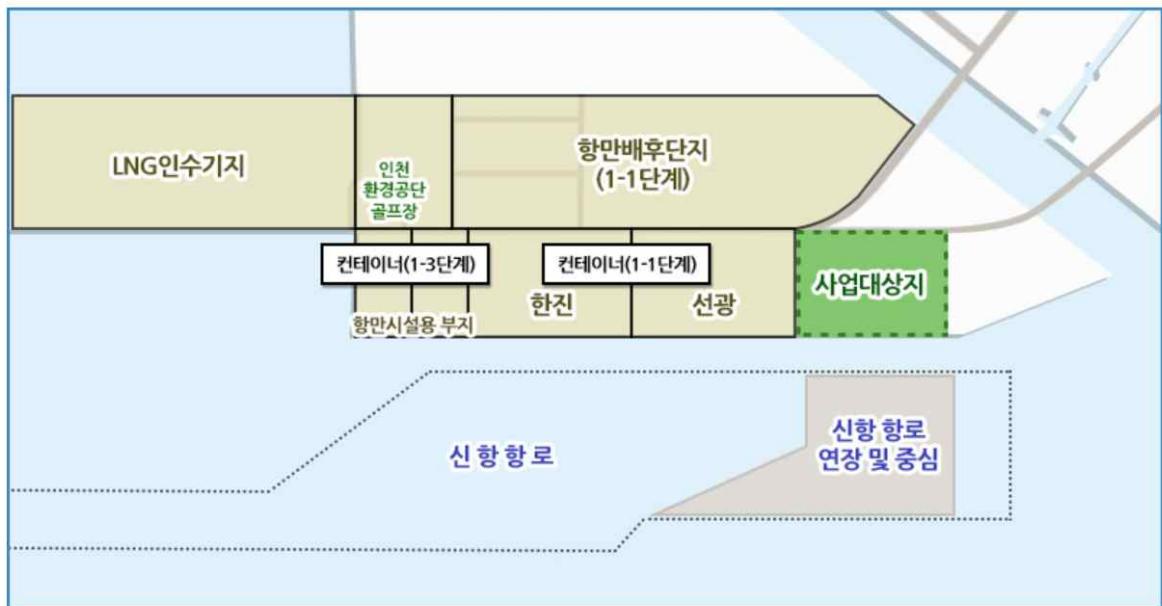 LNG인수기지
인천
환경공단
골프장
항만배후단지
(1-1단계)
컨테이너(1-3단계)
컨테이너(1-1단계)
사업대상지
한진
선광
항만시설용 부지
신항 항로
연장 및 중심
신 항 항 로